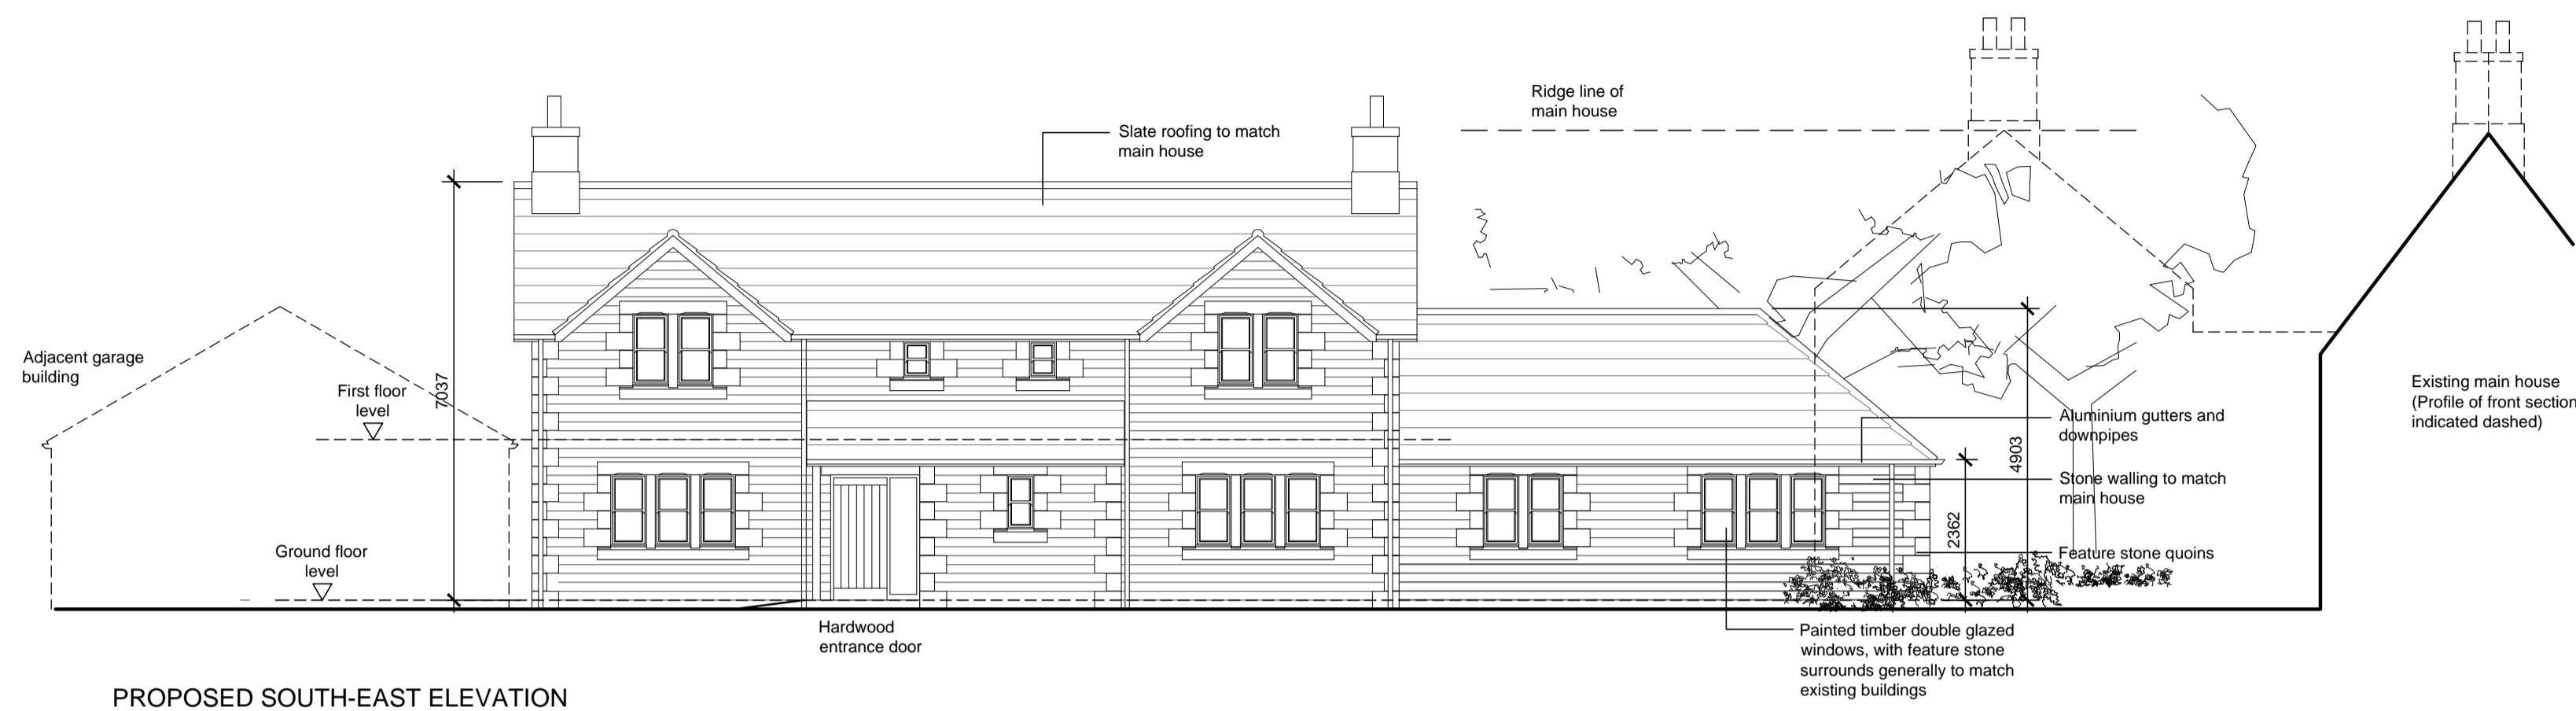 Ridge line of
main house
Slate roofing to match
main house
Adjacent garage
building
First floor
level
7037
Existing main house
(Profile of front section
indicated dashed)
Aluminium gutters and
downpipes
4903
Stone walling to match
main house
2362
Ground floor
level
Feature stone quoins
Hardwood
entrance door
Painted timber double glazed
windows, with feature stone
surrounds generally to match
existing buildings
PROPOSED SOUTH-EAST ELEVATION